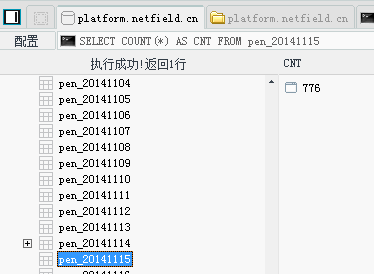 platform.netfield.cn
platform.netfield.cn
配置
SELECT COUNT(*) AS CNT FROM pen_20141115
执行成功!返回1行
CNT
pen_20141104
776
pen_20141105
pen_20141106
pen_20141107
pen_20141108
pen_20141109
pen_20141110
pen_20141111
pen_20141112
pen_20141113
pen_20141114
pen_20141115